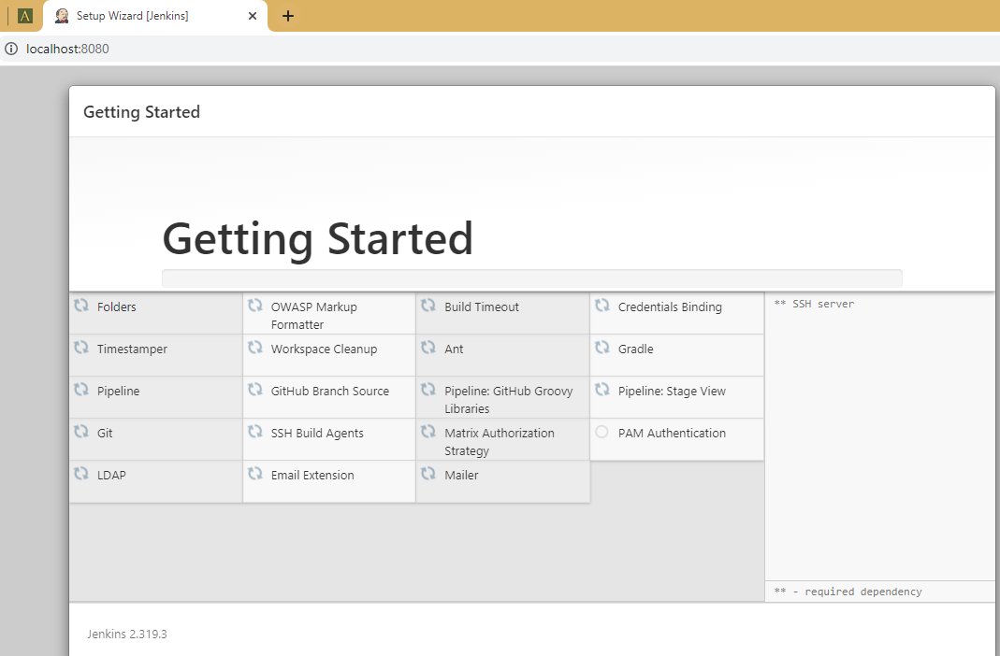 A
Setup Wizard [Jenkins]
localhost:8080
Getting Started
Getting Started
Folders
OWASP Markup
Formatter
Build Timeout
Credentials Binding
** SSH server
Timestamper
Workspace Cleanup
Ant
Gradle
Pipeline
GitHub Branch Source
Pipeline: GitHub Groovy
Libraries
Pipeline: Stage View
Git
SSH Build Agents
Matrix Authorization
Strategy
PAM Authentication
LDAP
Email Extension
Mailer
** - required dependency
Jenkins 2.319.3